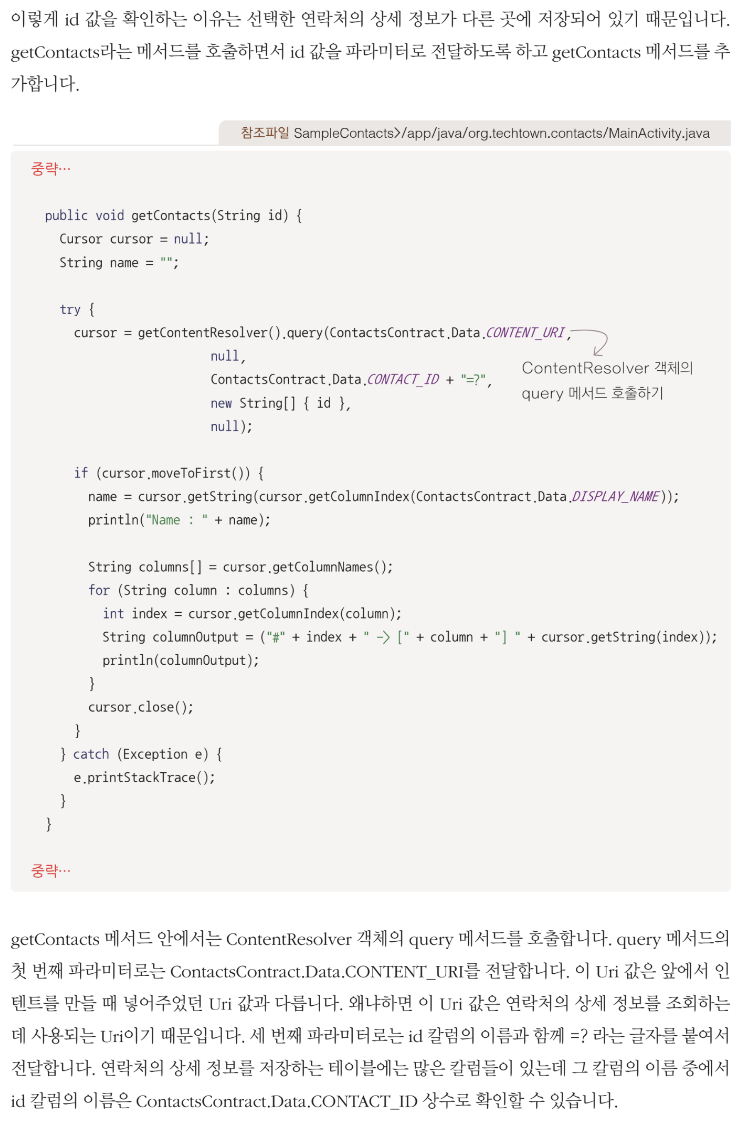 이렇게 id 값을 확인하는 이유는 선택한 연락처의 상세 정보가 다른 곳에 저장되어 있기 때문입니다.
getContacts라는 메서드를 호출하면서 id 값을 파라미터로 전달하도록 하고 getContacts 메서드를 추
가합니다.
참조파일 SampleContacts>/app/java/org.techtown.contacts/MainActivity.java
중략…
public void getContacts(String id) {
Cursor cursor = null;
String name = "";
try {
cursor = getContentResolver().query(ContactsContract.Data.CONTENT_URI,
null,
ContactsContract.Data.CONTACT_ID + "=?",
new String[] { id },
null);
ContentResolver 객체의
query 메서드 호출하기
if (cursor.moveToFirst()) {
name = cursor.getString(cursor.getColumnIndex(ContactsContract.Data.DISPLAY_NAME));
println("Name : " + name);
String columns[] = cursor.getColumnNames();
for (String column : columns) {
int index = cursor.getColumnIndex(column);
String columnOutput = ("#" + index + " -> [" + column + "] " + cursor.getString(index));
println(columnOutput);
}
cursor.close();
}
} catch (Exception e) {
e.printStackTrace();
}
}
중략…
getContacts 메서드 안에서는 ContentResolver 객체의 query 메서드를 호출합니다. query 메서드의
첫 번째 파라미터로는 ContactsContract.Data.CONTENT_URI를 전달합니다. 이 Uri 값은 앞에서 인
텐트를 만들 때 넣어주었던 Uri 값과 다릅니다. 왜냐하면 이 Uri 값은 연락처의 상세 정보를 조회하는
데 사용되는 Uri이기 때문입니다. 세 번째 파라미터로는 id 칼럼의 이름과 함께 =? 라는 글자를 붙여서
전달합니다. 연락처의 상세 정보를 저장하는 테이블에는 많은 칼럼들이 있는데 그 칼럼의 이름 중에서
id 칼럼의 이름은 ContactsContract.Data.CONTACT_ID 상수로 확인할 수 있습니다.